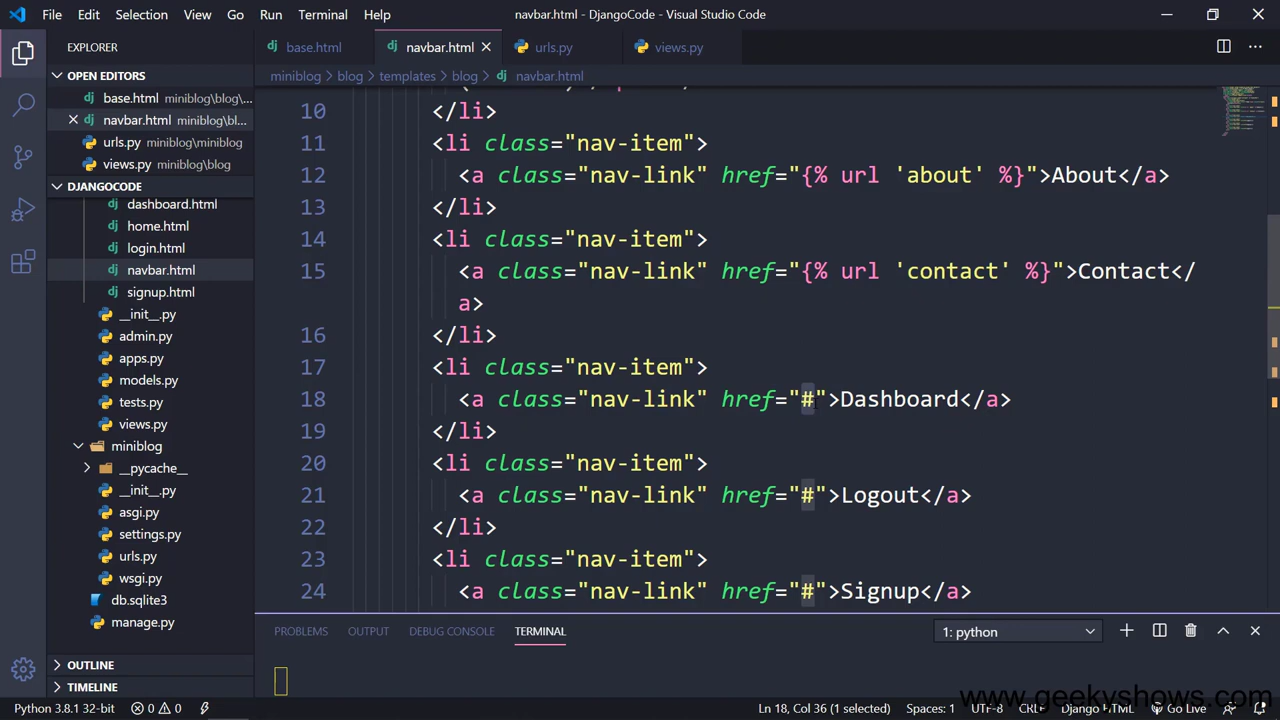 File Edit Selection View Go Run Terminal Help navbar.html - DjangoCode - Visual Studio Code
EXPLORER
OPEN EDITORS
base.html miniblog\blog\...
navbar.html miniblog\bl...
urls.py miniblog\miniblog
views.py miniblog\blog
DJANGOCODE
dashboard.html
home.html
login.html
navbar.html
signup.html
__init__.py
admin.py
apps.py
models.py
tests.py
views.py
miniblog
__pycache__
__init__.py
asgi.py
settings.py
urls.py
wsgi.py
db.sqlite3
manage.py
OUTLINE
TIMELINE
base.html navbar.html urls.py views.py
miniblog > blog > templates > blog > navbar.html
10 </li>
11 <li class="nav-item">
12 <a class="nav-link" href="{% url 'about' %}">About</a>
13 </li>
14 <li class="nav-item">
15 <a class="nav-link" href="{% url 'contact' %}">Contact</
a>
16 </li>
17 <li class="nav-item">
18 <a class="nav-link" href="#">Dashboard</a>
19 </li>
20 <li class="nav-item">
21 <a class="nav-link" href="#">Logout</a>
22 </li>
23 <li class="nav-item">
24 <a class="nav-link" href="#">Signup</a>
PROBLEMS OUTPUT DEBUG CONSOLE TERMINAL 1: python
www.geekyshows.com
Python 3.8.1 32-bit 0 0 Ln 18, Col 36 (1 selected) Spaces: 1 UTF-8 CRLF Django HTML Go Live